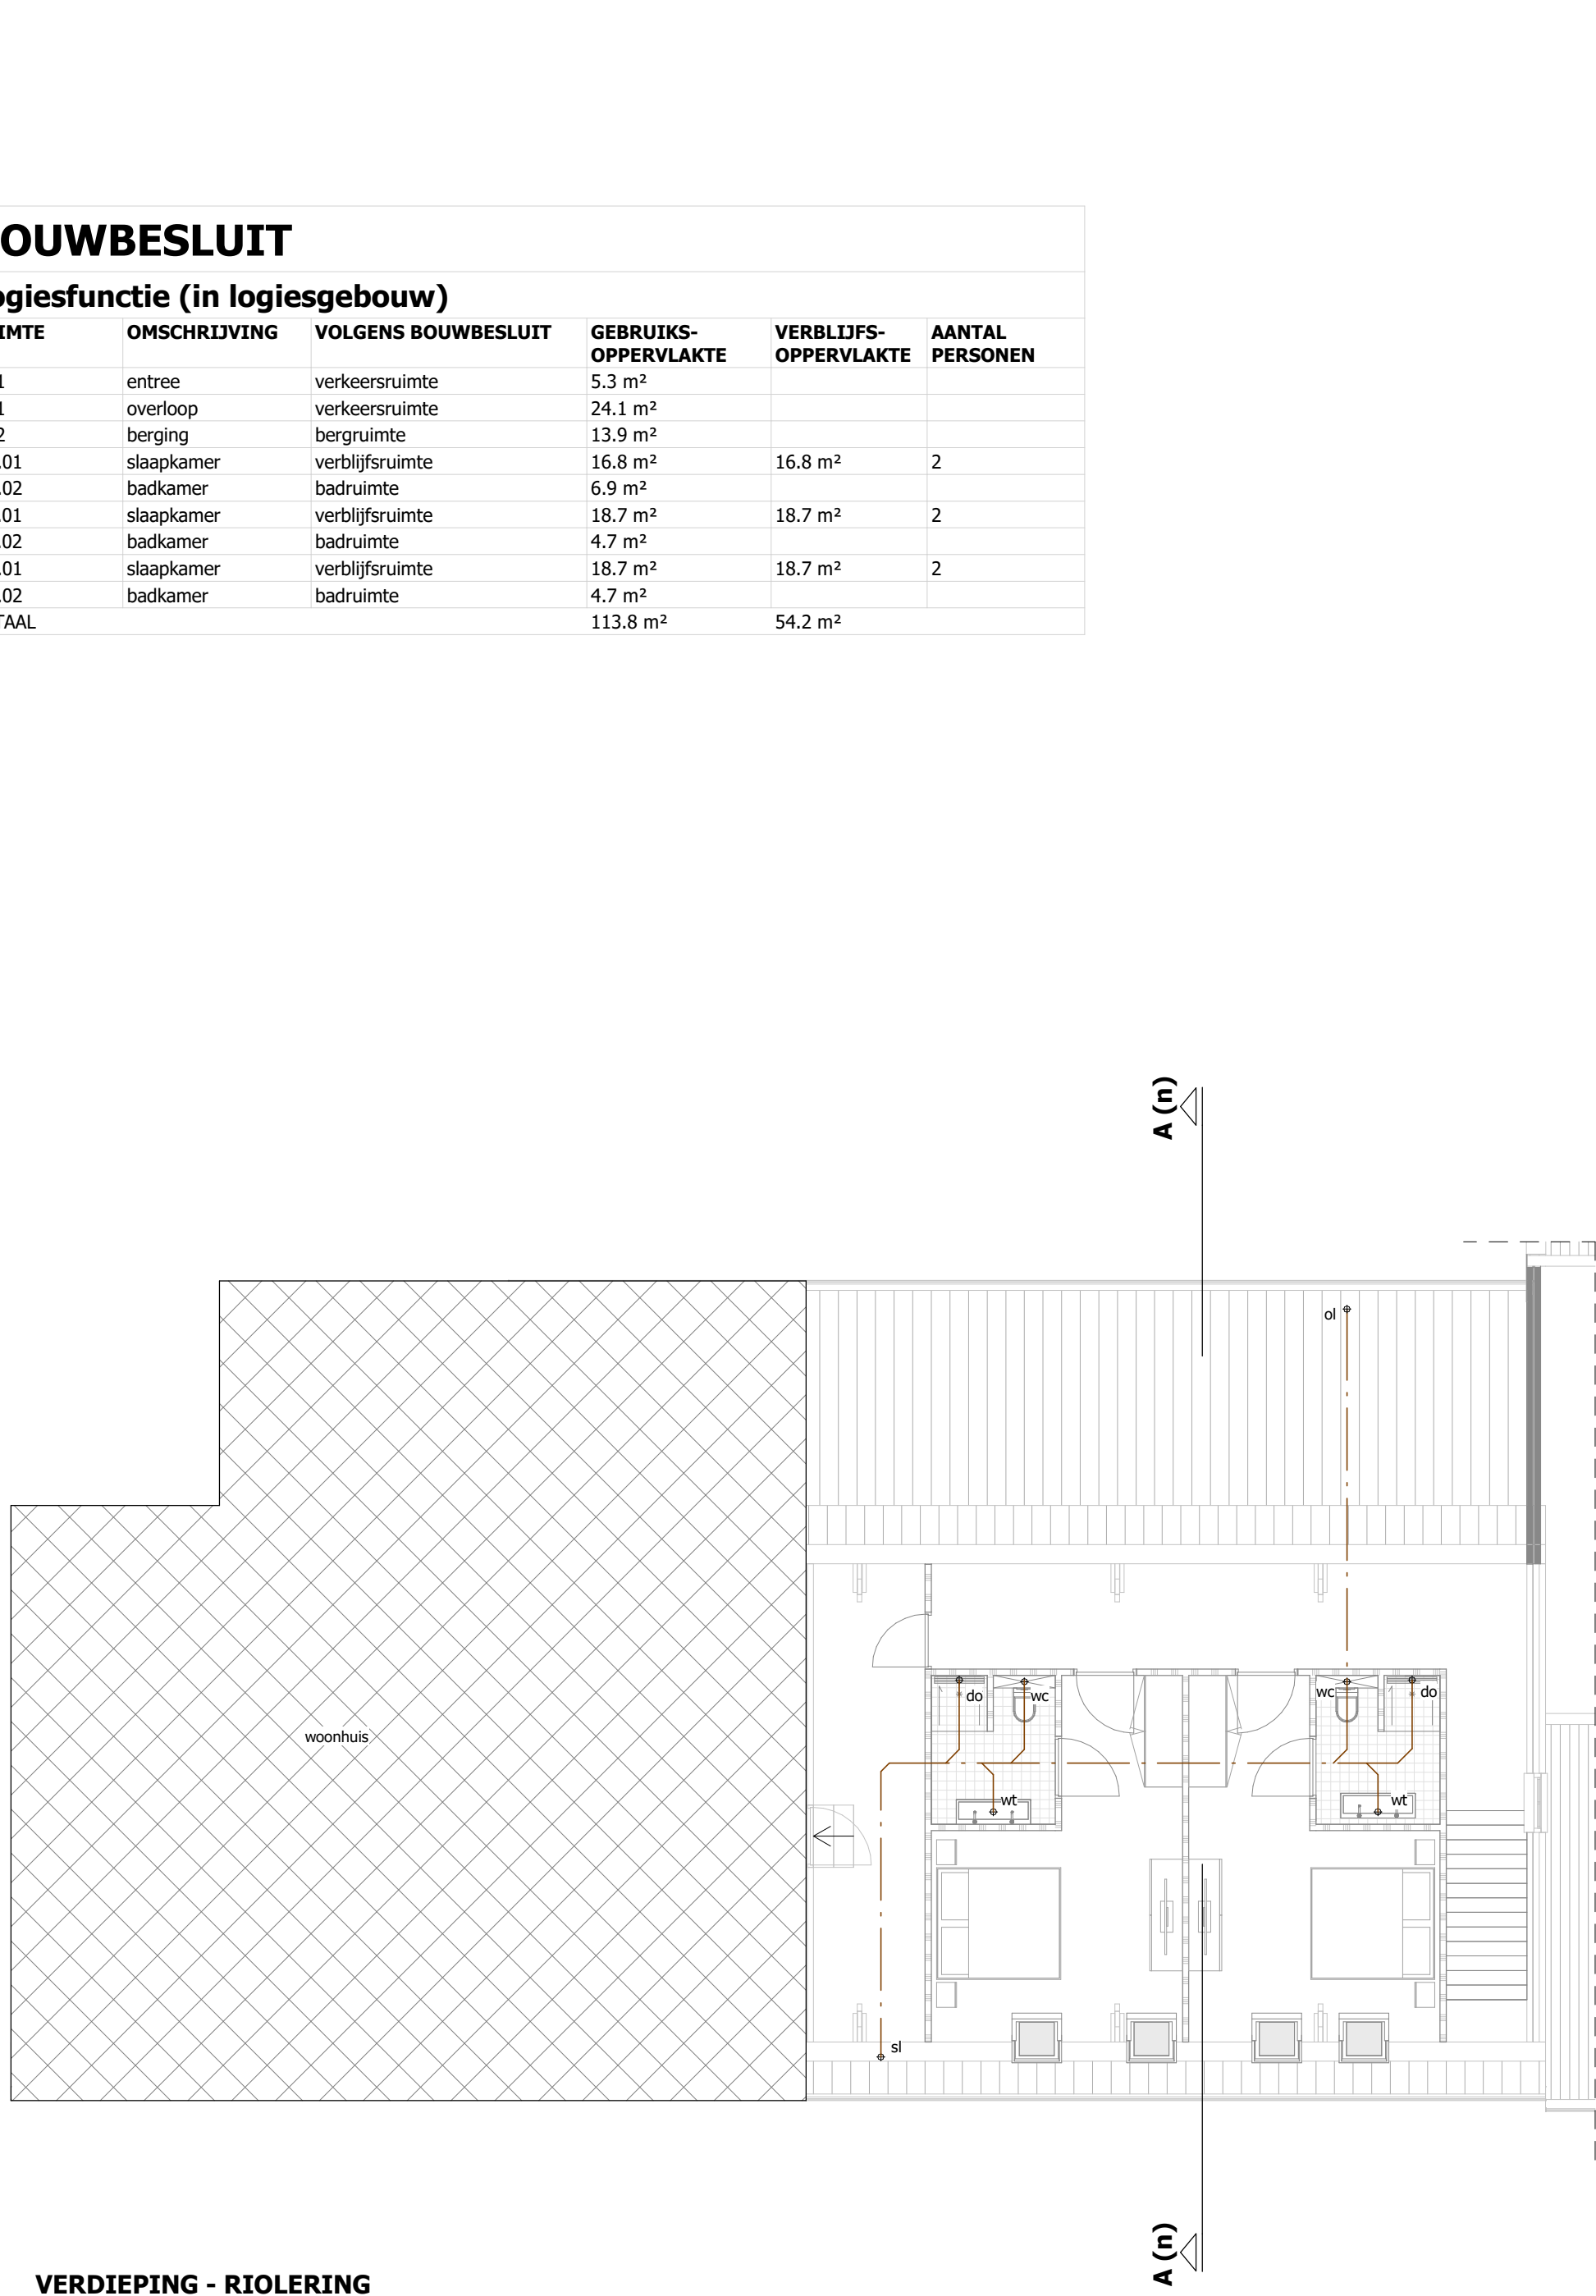 OUWBESLUIT
ogiesfunctie (in logiesgebouw)
IMTE OMSCHRIJVING VOLGENS BOUWBESLUIT GEBRUIKS- VERBLIJFS- AANTAL
OPPERVLAKTE OPPERVLAKTE PERSONEN
1 entree verkeersruimte 5.3 m²
1 overloop verkeersruimte 24.1 m²
2 berging bergruimte 13.9 m²
.01 slaapkamer verblijfsruimte 16.8 m² 16.8 m² 2
.02 badkamer badruimte 6.9 m²
.01 slaapkamer verblijfsruimte 18.7 m² 18.7 m² 2
.02 badkamer badruimte 4.7 m²
.01 slaapkamer verblijfsruimte 18.7 m² 18.7 m² 2
.02 badkamer badruimte 4.7 m²
TAAL 113.8 m² 54.2 m²
A (n)
ol
do wc wc do
woonhuis
wt wt
sl
A (n)
VERDIEPING - RIOLERING